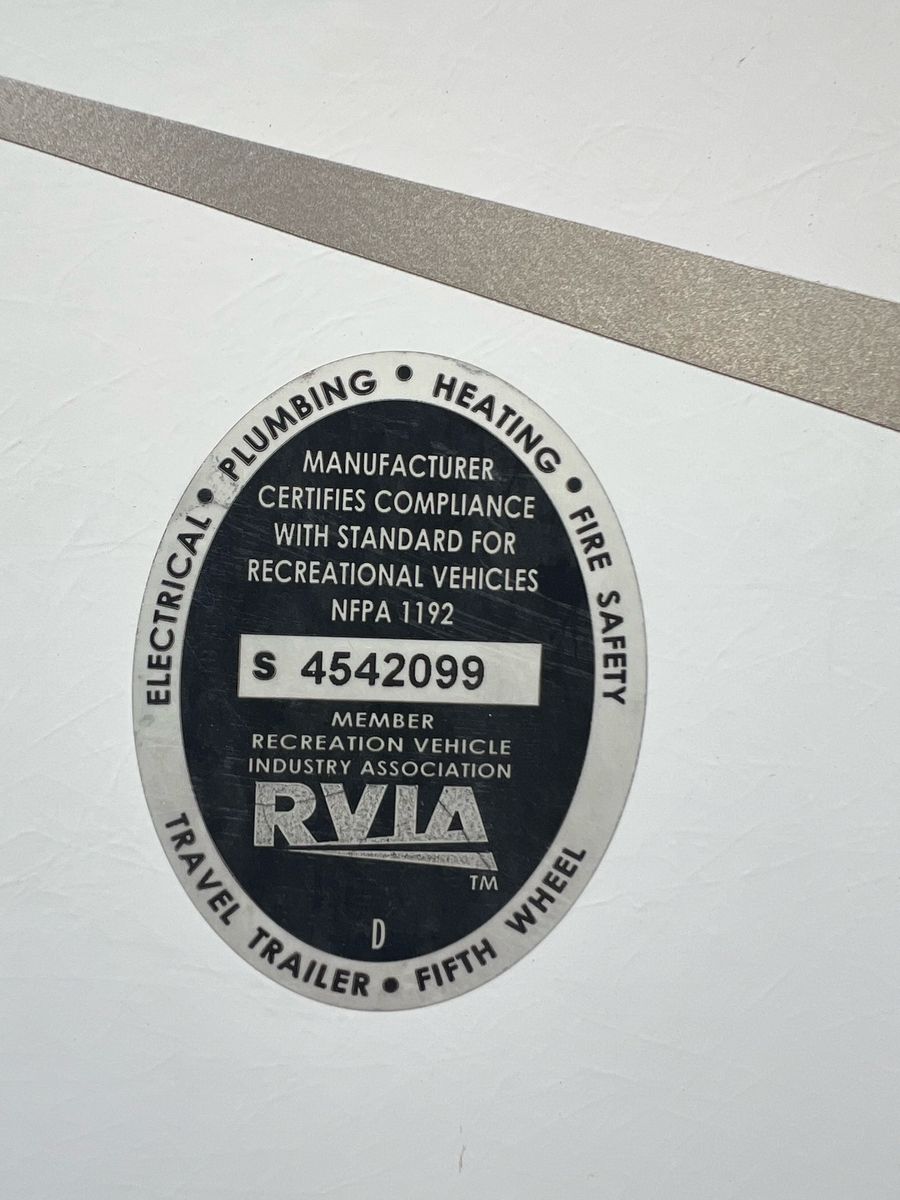 ELECTRICAL • PLUMBING • HEATING • FIRE SAFETY
MANUFACTURER
CERTIFIES COMPLIANCE
WITH STANDARD FOR
RECREATIONAL VEHICLES
NFPA 1192
S 4542099
MEMBER
RECREATION VEHICLE
INDUSTRY ASSOCIATION
RVIA
TM
D
TRAVEL TRAILER • FIFTH WHEEL